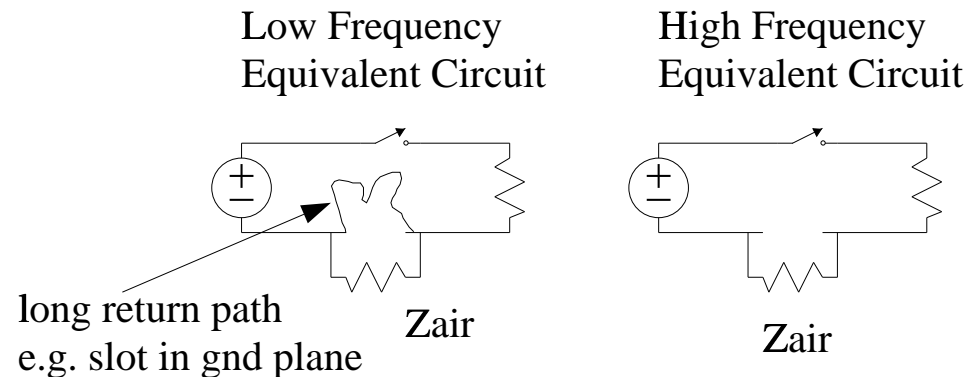 Low Frequency
Equivalent Circuit
High Frequency
Equivalent Circuit
+
−
+
−
long return path
e.g. slot in gnd plane
Zair
Zair